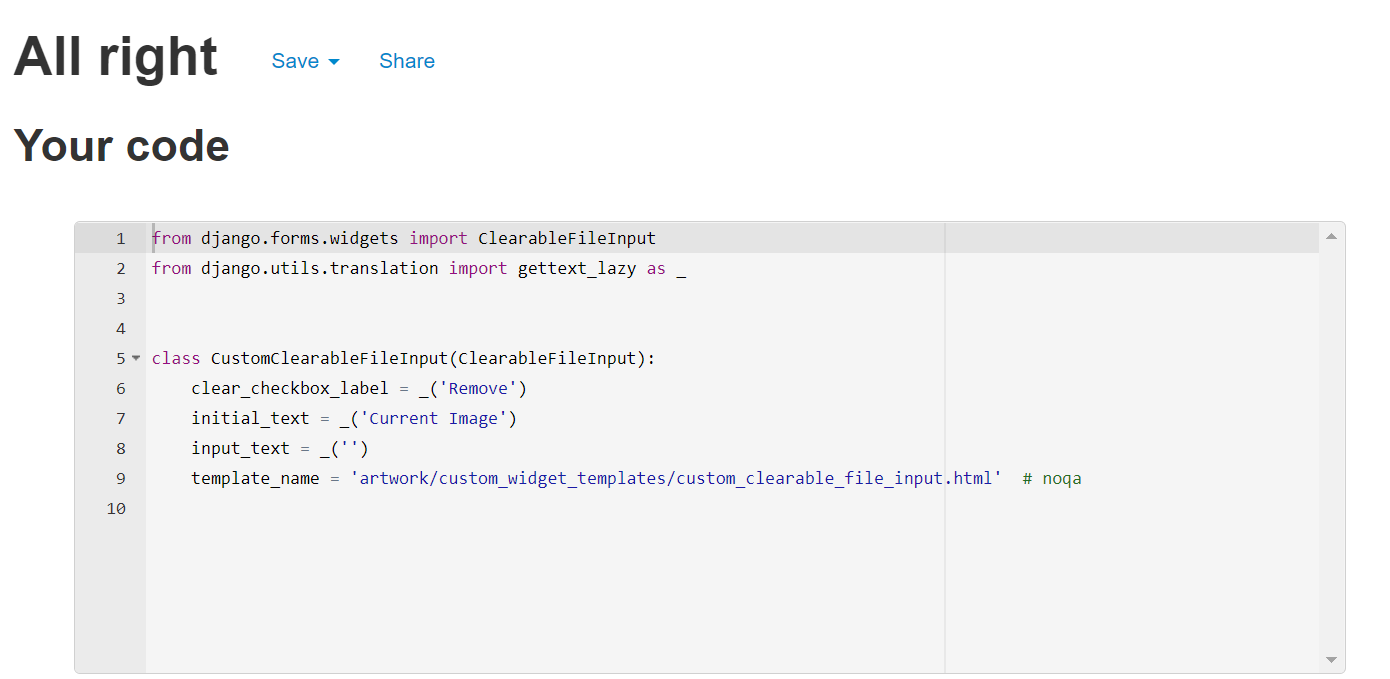 All right Save Share
Your code
1 from django.forms.widgets import ClearableFileInput
2 from django.utils.translation import gettext_lazy as _
3
4
5 class CustomClearableFileInput(ClearableFileInput):
6     clear_checkbox_label = _('Remove')
7     initial_text = _('Current Image')
8     input_text = _('')
9     template_name = 'artwork/custom_widget_templates/custom_clearable_file_input.html'  # noqa
10